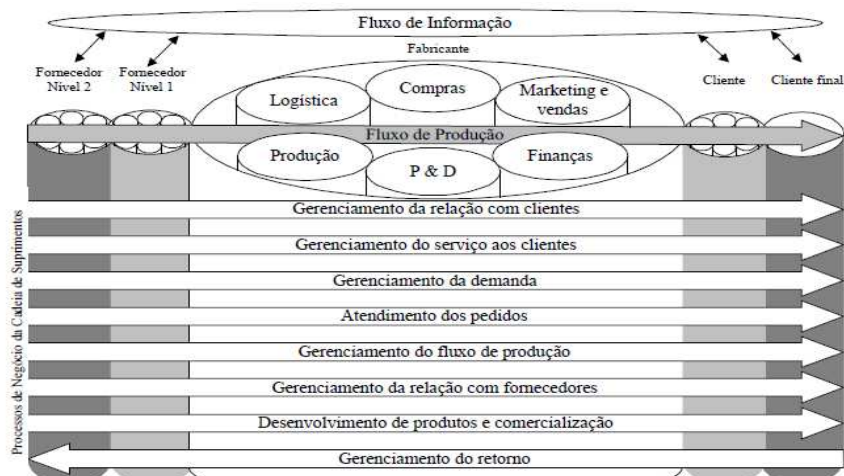 Fluxo de Informação
Fabricante
Fornecedor
Nível 2
Fornecedor
Nível 1
Cliente
Cliente final
Logística
Compras
Marketing e
vendas
Fluxo de Produção
Produção
P & D
Finanças
Processos de Negócio da Cadeia de Suprimentos
Gerenciamento da relação com clientes
Gerenciamento do serviço aos clientes
Gerenciamento da demanda
Atendimento dos pedidos
Gerenciamento do fluxo de produção
Gerenciamento da relação com fornecedores
Desenvolvimento de produtos e comercialização
Gerenciamento do retorno